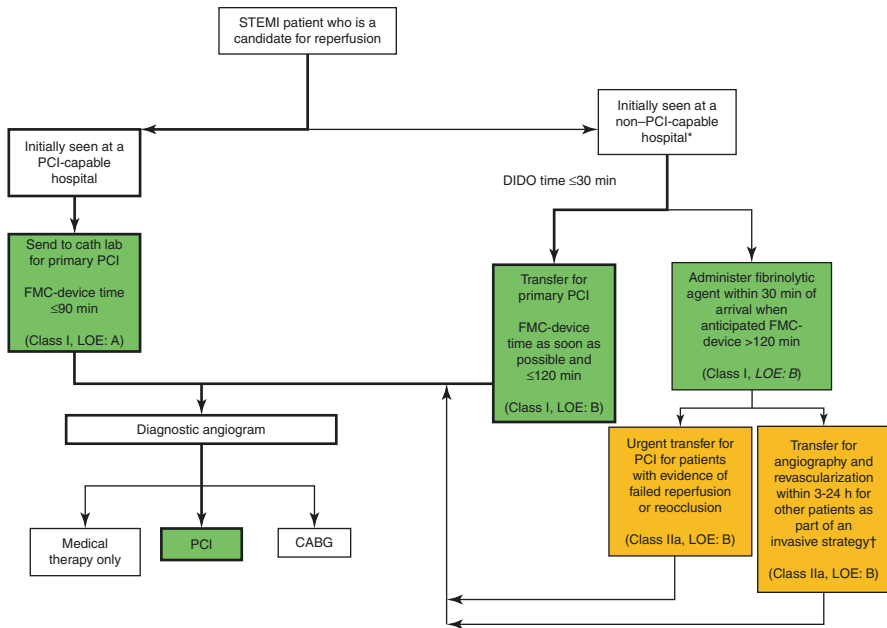 STEMI patient who is a
candidate for reperfusion
Initially seen at a
non–PCI-capable
hospital*
Initially seen at a
PCI-capable
hospital
DIDO time ≤30 min
Send to cath lab
for primary PCI
FMC-device time
≤90 min
(Class I, LOE: A)
Transfer for
primary PCI
FMC-device
time as soon as
possible and
≤120 min
(Class I, LOE: B)
Administer fibrinolytic
agent within 30 min of
arrival when
anticipated FMC-
device >120 min
(Class I, LOE: B)
Diagnostic angiogram
Urgent transfer for
PCI for patients
with evidence of
failed reperfusion
or reocclusion
(Class IIa, LOE: B)
Transfer for
angiography and
revascularization
within 3-24 h for
other patients as
part of an
invasive strategy†
(Class IIa, LOE: B)
Medical
therapy only
PCI
CABG